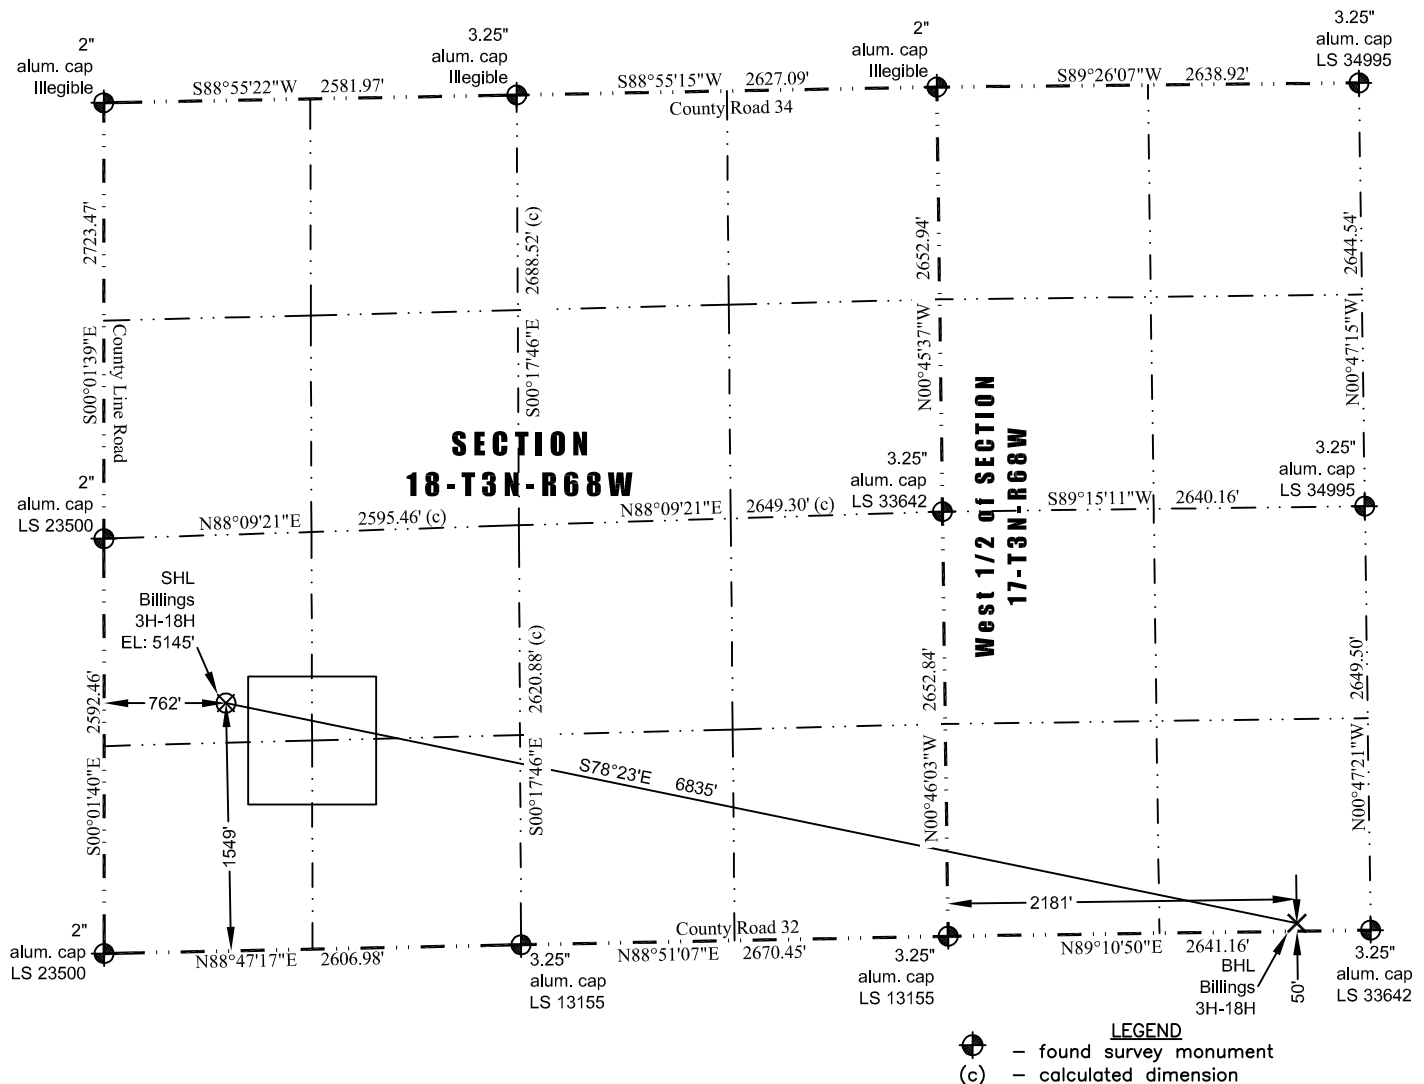 2"
alum. cap
Illegible
3.25"
alum. cap
Illegible
2"
alum. cap
Illegible
3.25"
alum. cap
LS 34995
S88°55'22"W 2581.97'
S88°55'15"W 2627.09'
S89°26'07"W 2638.92'
County Road 34
2723.47'
S00°01'39"E
County Line Road
2688.52' (c)
S00°17'46"E
2652.94'
N00°45'37"W
2644.54'
N00°47'15"W
SECTION
18-T3N-R68W
West 1/2 of SECTION
17-T3N-R68W
2"
alum. cap
LS 23500
3.25"
alum. cap
LS 33642
3.25"
alum. cap
LS 34995
N88°09'21"E 2595.46' (c)
N88°09'21"E 2649.30' (c)
S89°15'11"W 2640.16'
SHL
Billings
3H-18H
EL: 5145'
762'
1549'
2592.46'
S00°01'40"E
2620.88' (c)
S00°17'46"E
2652.84'
N00°46'03"W
2649.50'
N00°47'21"W
S78°23'E 6835'
2181'
County Road 32
2"
alum. cap
LS 23500
N88°47'17"E 2606.98'
3.25"
alum. cap
LS 13155
N88°51'07"E 2670.45'
3.25"
alum. cap
LS 13155
N89°10'50"E 2641.16'
BHL
Billings
3H-18H
50'
3.25"
alum. cap
LS 33642
LEGEND
– found survey monument
(c) – calculated dimension